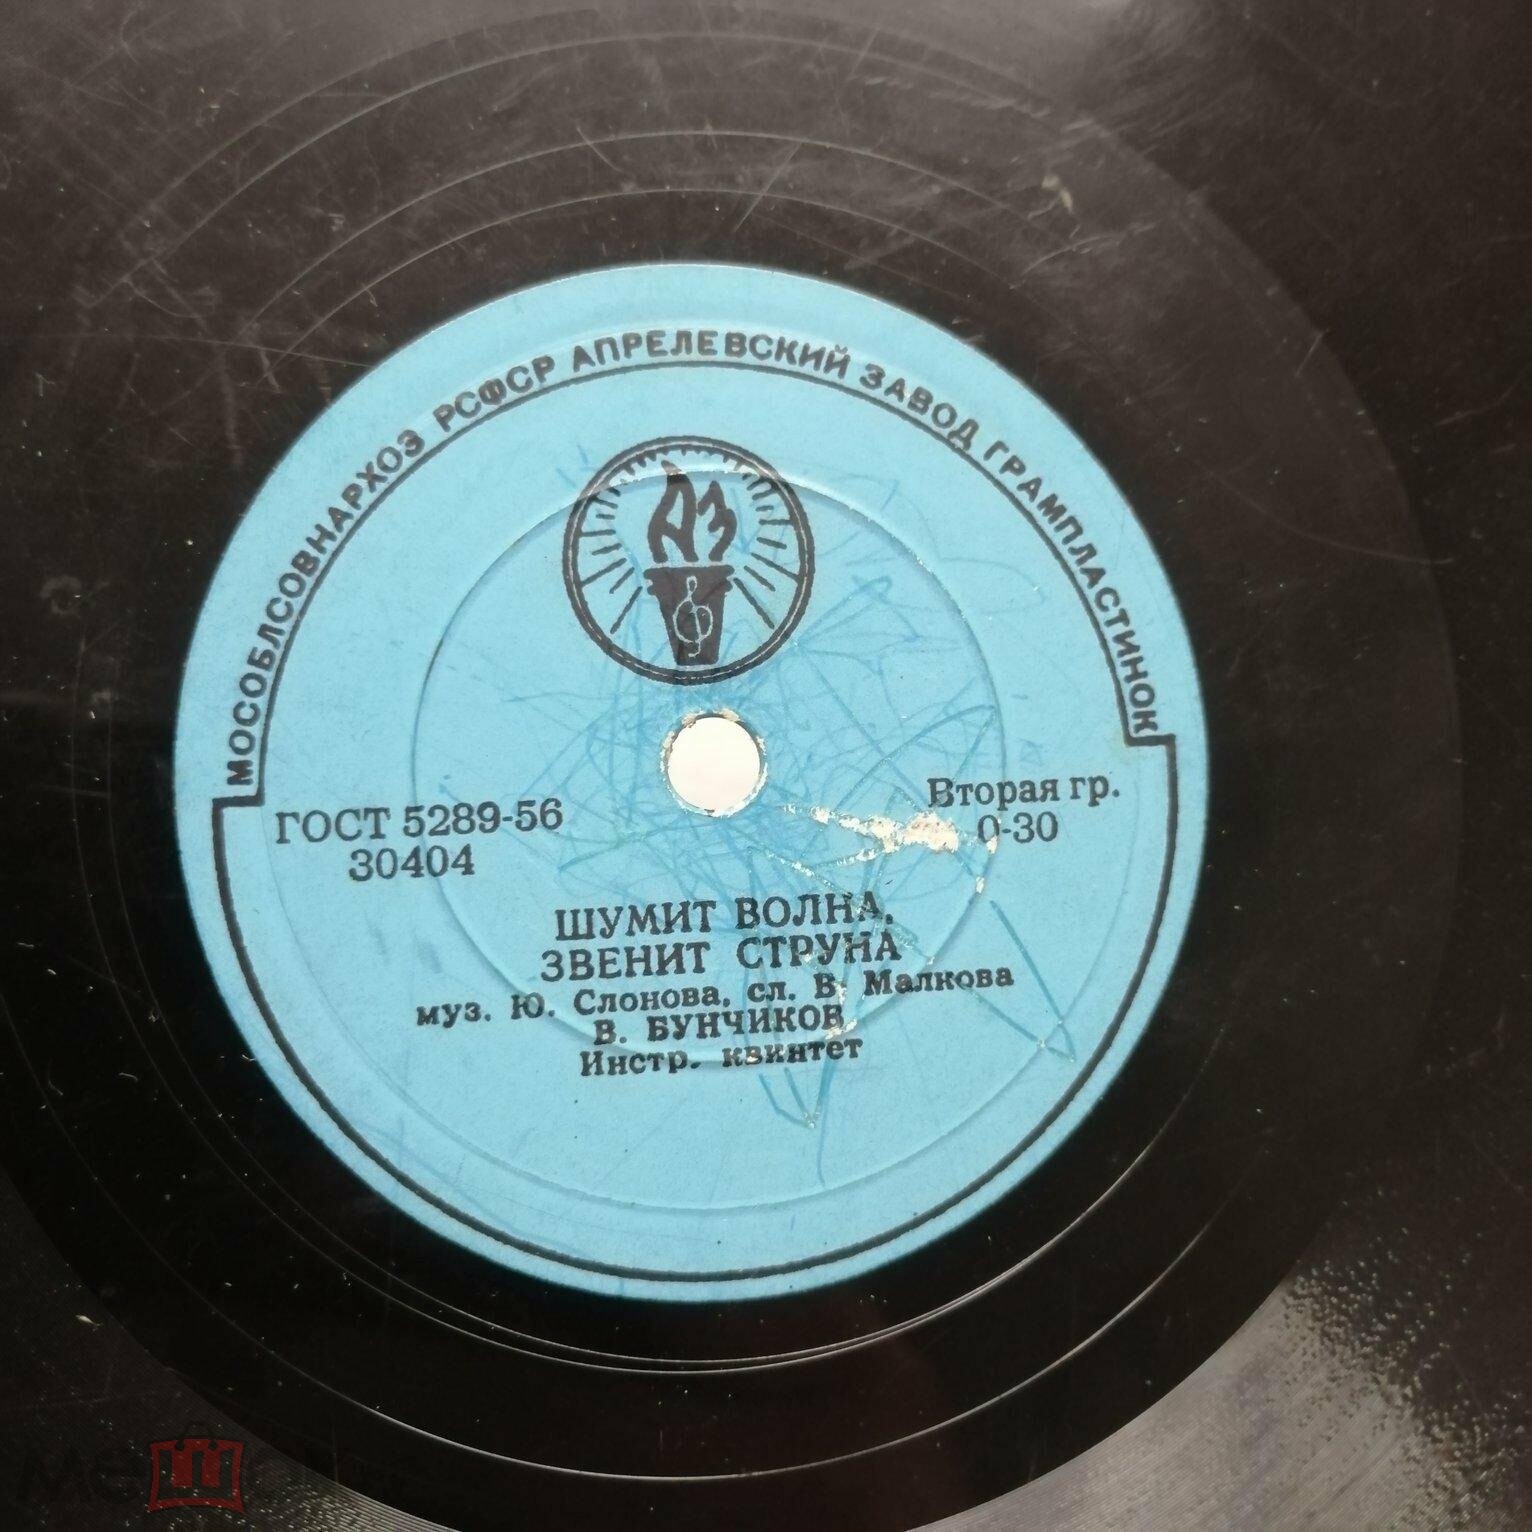 МОСОБЛСОВНАРХОЗ РСФСР АПРЕЛЕВСКИЙ ЗАВОД ГРАМПЛАСТИНОК
АЗ
ГОСТ 5289-56
30404
Вторая гр.
0-30
ШУМИТ ВОЛНА,
ЗВЕНИТ СТРУНА
муз. Ю. Слонова, сл. В. Малкова
В. БУНЧИКОВ
Инстр. квинтет